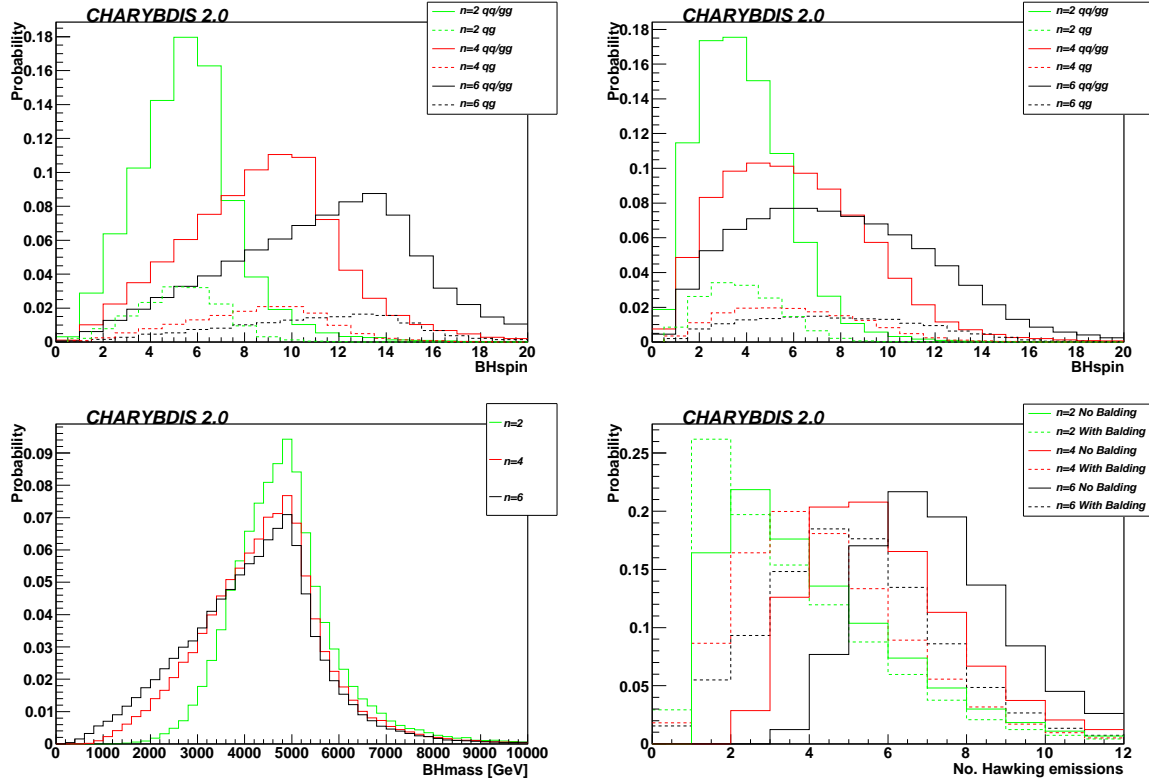 CHARYBDIS 2.0
Probability
0.18
0.16
0.14
0.12
0.1
0.08
0.06
0.04
0.02
0
0 2 4 6 8 10 12 14 16 18 20
BHspin
n=2 qq/gg
n=2 qg
n=4 qq/gg
n=4 qg
n=6 qq/gg
n=6 qg
CHARYBDIS 2.0
Probability
0.18
0.16
0.14
0.12
0.1
0.08
0.06
0.04
0.02
0
0 2 4 6 8 10 12 14 16 18 20
BHspin
n=2 qq/gg
n=2 qg
n=4 qq/gg
n=4 qg
n=6 qq/gg
n=6 qg
CHARYBDIS 2.0
Probability
0.09
0.08
0.07
0.06
0.05
0.04
0.03
0.02
0.01
0
0 1000 2000 3000 4000 5000 6000 7000 8000 9000 10000
BHmass [GeV]
n=2
n=4
n=6
CHARYBDIS 2.0
Probability
0.25
0.2
0.15
0.1
0.05
0
0 2 4 6 8 10 12
No. Hawking emissions
n=2 No Balding
n=2 With Balding
n=4 No Balding
n=4 With Balding
n=6 No Balding
n=6 With Balding